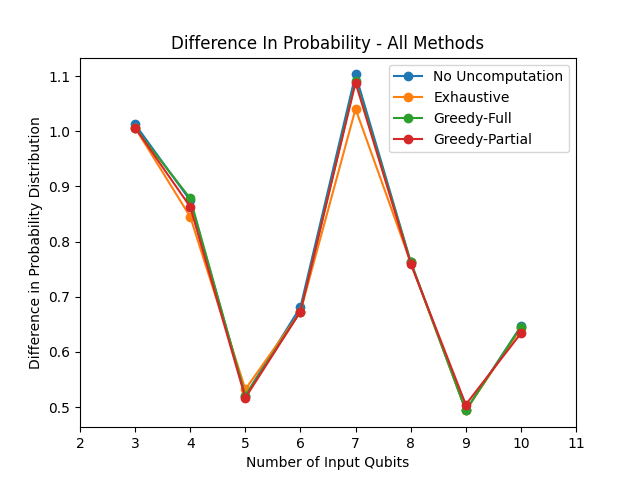 Difference In Probability - All Methods
No Uncomputation
Exhaustive
Greedy-Full
Greedy-Partial
Difference in Probability Distribution
1.1
1.0
0.9
0.8
0.7
0.6
0.5
2 3 4 5 6 7 8 9 10 11
Number of Input Qubits